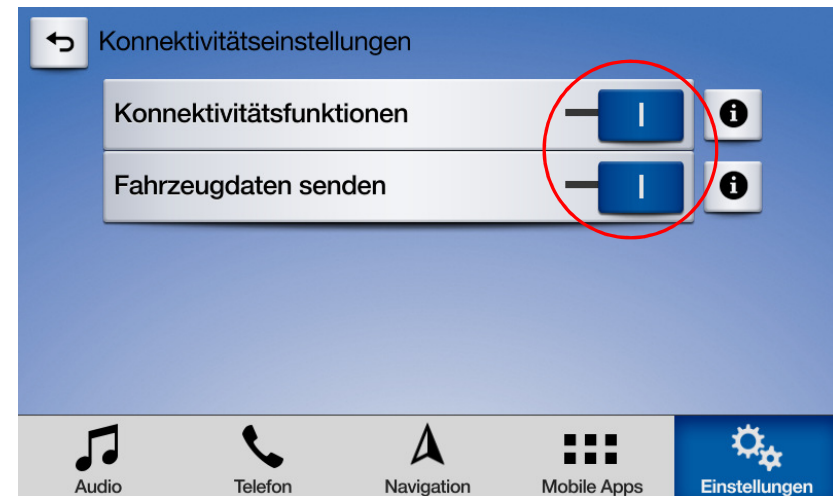 Konnektivitätseinstellungen
Konnektivitätsfunktionen
Fahrzeugdaten senden
Audio
Telefon
Navigation
Mobile Apps
Einstellungen